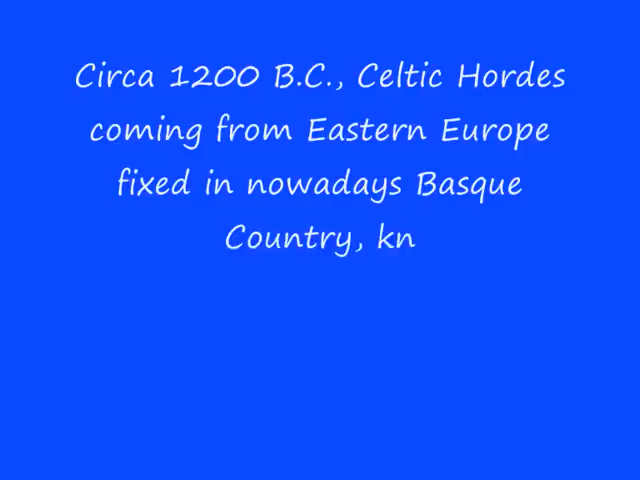 Circa 1200 B.C., Celtic Hordes
coming from Eastern Europe
fixed in nowadays Basque
Country, kn